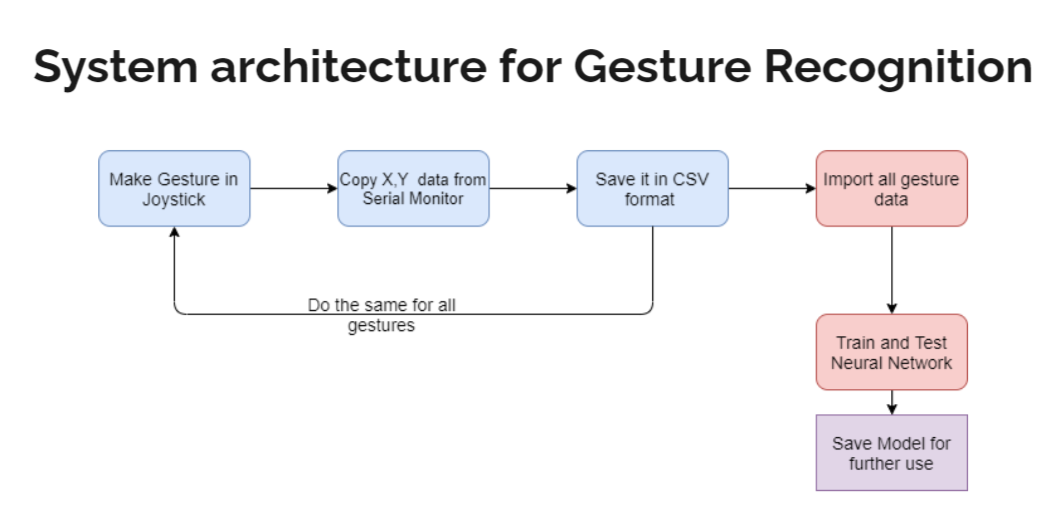 System architecture for Gesture Recognition
Make Gesture in
Joystick
Copy X,Y  data from
Serial Monitor
Save it in CSV
format
Import all gesture
data
Do the same for all
gestures
Train and Test
Neural Network
Save Model for
further use